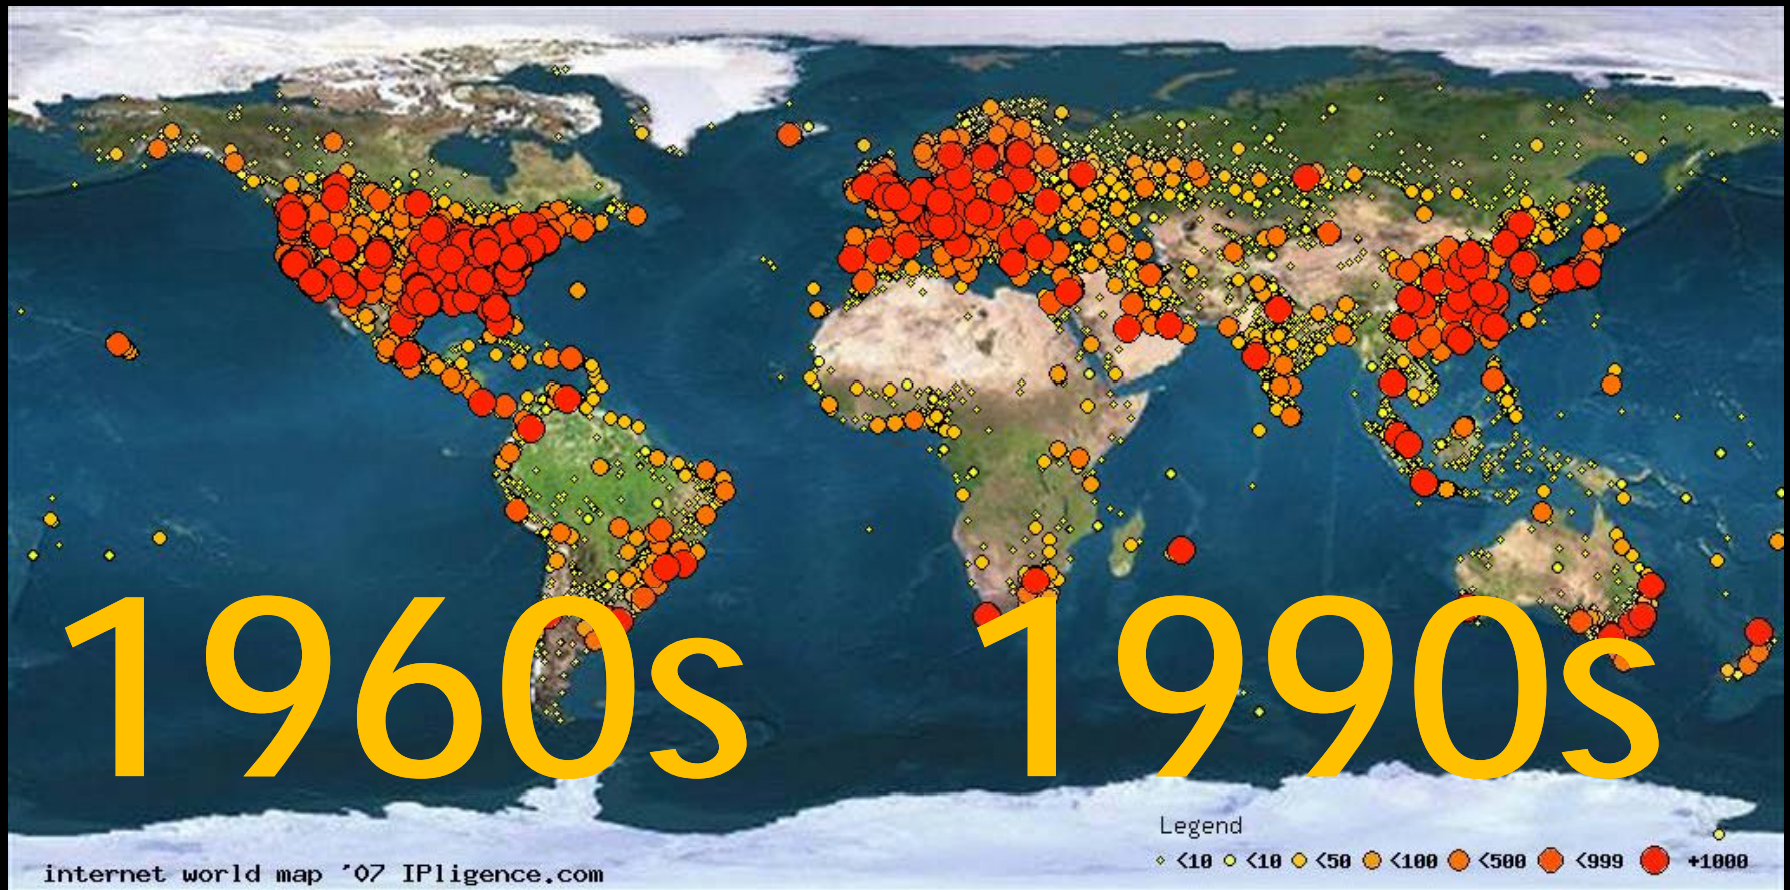 1960s 1990s
Legend
<10 <10 <50 <100 <500 <999 +1000
internet world map '07 IPligence.com